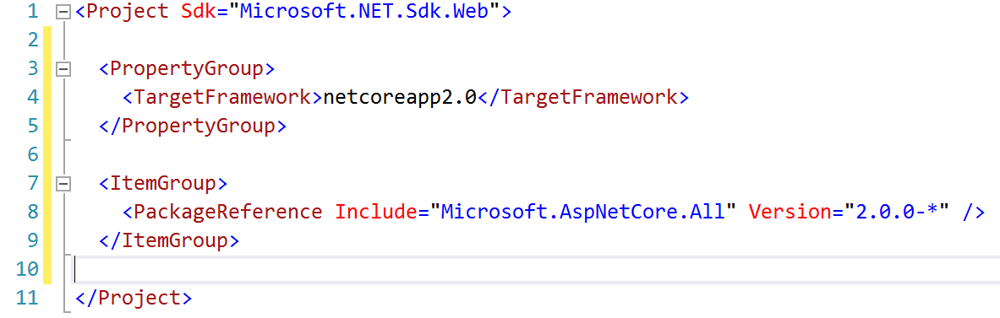 1 <Project Sdk="Microsoft.NET.Sdk.Web">
2
3 <PropertyGroup>
4 <TargetFramework>netcoreapp2.0</TargetFramework>
5 </PropertyGroup>
6
7 <ItemGroup>
8 <PackageReference Include="Microsoft.AspNetCore.All" Version="2.0.0-*" />
9 </ItemGroup>
10
11 </Project>